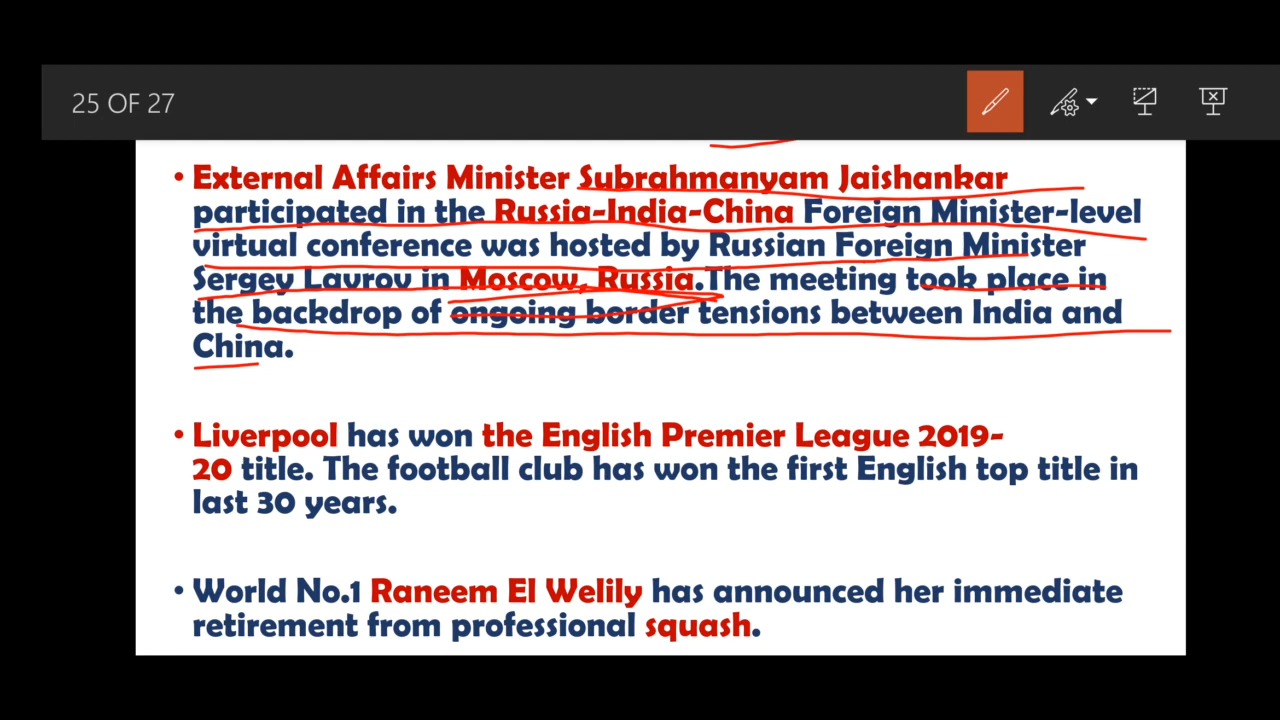 25 OF 27
• External Affairs Minister Subrahmanyam Jaishankar
participated in the Russia-India-China Foreign Minister-level
virtual conference was hosted by Russian Foreign Minister
Sergey Lavrov in Moscow, Russia.The meeting took place in
the backdrop of ongoing border tensions between India and
China.
• Liverpool has won the English Premier League 2019-
20 title. The football club has won the first English top title in
last 30 years.
• World No.1 Raneem El Welily has announced her immediate
retirement from professional squash.